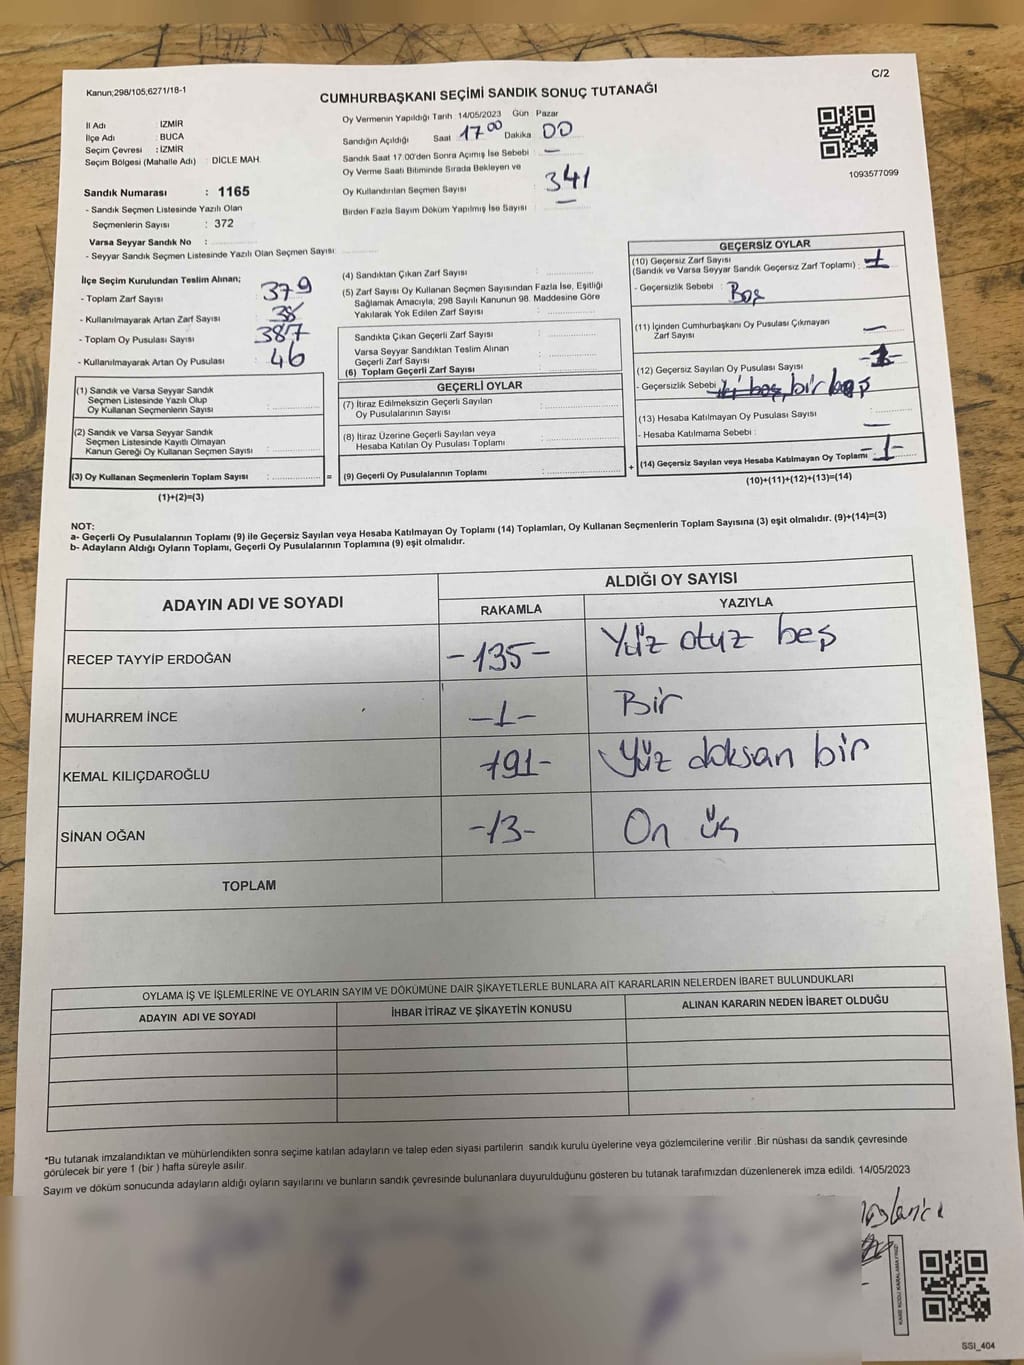 Kanun;298/105,6271/18-1
C/2
CUMHURBAŞKANI SEÇİMİ SANDIK SONUÇ TUTANAĞI
İl Adı : İZMİR
İlçe Adı : BUCA
Seçim Çevresi : İZMİR
Seçim Bölgesi (Mahalle Adı) : DİCLE MAH.
Sandık Numarası : 1165
- Sandık Seçmen Listesinde Yazılı Olan
Seçmenlerin Sayısı : 372
Varsa Seyyar Sandık No :
- Seyyar Sandık Seçmen Listesinde Yazılı Olan Seçmen Sayısı:
Oy Vermenin Yapıldığı Tarih 14/05/2023 Gün Pazar
Sandığın Açıldığı Saat 17 00 Dakika 00
Sandık Saat 17:00'den Sonra Açımış İse Sebebi : —
Oy Verme Saati Bitiminde Sırada Bekleyen ve
Oy Kullandırılan Seçmen Sayısı 341
Birden Fazla Sayım Döküm Yapılmış İse Sayısı —
1093577099
İlçe Seçim Kurulundan Teslim Alınan;
- Toplam Zarf Sayısı : 379
- Kullanılmayarak Artan Zarf Sayısı : 38
- Toplam Oy Pusulası Sayısı : 387
- Kullanılmayarak Artan Oy Pusulası : 46
(1) Sandık ve Varsa Seyyar Sandık
Seçmen Listesinde Yazılı Olup
Oy Kullanan Seçmenlerin Sayısı :
(2) Sandık ve Varsa Seyyar Sandık
Seçmen Listesinde Kayıtlı Olmayan
Kanun Gereği Oy Kullanan Seçmen Sayısı :
(3) Oy Kullanan Seçmenlerin Toplam Sayısı :
(1)+(2)=(3)
=
(4) Sandıktan Çıkan Zarf Sayısı :
(5) Zarf Sayısı Oy Kullanan Seçmen Sayısından Fazla İse, Eşitliği
Sağlamak Amacıyla, 298 Sayılı Kanunun 98. Maddesine Göre
Yakılarak Yok Edilen Zarf Sayısı :
Sandıkta Çıkan Geçerli Zarf Sayısı :
Varsa Seyyar Sandıktan Teslim Alınan
Geçerli Zarf Sayısı :
(6) Toplam Geçerli Zarf Sayısı :
GEÇERLİ OYLAR
(7) İtiraz Edilmeksizin Geçerli Sayılan
Oy Pusulalarının Sayısı :
(8) İtiraz Üzerine Geçerli Sayılan veya
Hesaba Katılan Oy Pusulası Toplamı :
(9) Geçerli Oy Pusulalarının Toplamı :
+
GEÇERSİZ OYLAR
(10) Geçersiz Zarf Sayısı
(Sandık ve Varsa Seyyar Sandık Geçersiz Zarf Toplamı) : 1
- Geçersizlik Sebebi : Boş
(11) İçinden Cumhurbaşkanı Oy Pusulası Çıkmayan
Zarf Sayısı : —
(12) Geçersiz Sayılan Oy Pusulası Sayısı :
- Geçersizlik Sebebi : iki boş, bir boş
(13) Hesaba Katılmayan Oy Pusulası Sayısı :
- Hesaba Katılmama Sebebi : —
(14) Geçersiz Sayılan veya Hesaba Katılmayan Oy Toplamı : -1-
(10)+(11)+(12)+(13)=(14)
NOT:
a- Geçerli Oy Pusulalarının Toplamı (9) ile Geçersiz Sayılan veya Hesaba Katılmayan Oy Toplamı (14) Toplamları, Oy Kullanan Seçmenlerin Toplam Sayısına (3) eşit olmalıdır. (9)+(14)=(3)
b- Adayların Aldığı Oyların Toplamı, Geçerli Oy Pusulalarının Toplamına (9) eşit olmalıdır.
ADAYIN ADI VE SOYADI
ALDIĞI OY SAYISI
RAKAMLA YAZIYLA
RECEP TAYYİP ERDOĞAN -135- Yüz otuz beş
MUHARREM İNCE -1- Bir
KEMAL KILIÇDAROĞLU 191- Yüz doksan bir
SİNAN OĞAN -13- On üç
TOPLAM
OYLAMA İŞ VE İŞLEMLERİNE VE OYLARIN SAYIM VE DÖKÜMÜNE DAİR ŞİKAYETLERLE BUNLARA AİT KARARLARIN NELERDEN İBARET BULUNDUKLARI
ADAYIN ADI VE SOYADI İHBAR İTİRAZ VE ŞİKAYETİN KONUSU ALINAN KARARIN NEDEN İBARET OLDUĞU
*Bu tutanak imzalandıktan ve mühürlendikten sonra seçime katılan adayların ve talep eden siyasi partilerin sandık kurulu üyelerine veya gözlemcilerine verilir .Bir nüshası da sandık çevresinde
görülecek bir yere 1 (bir ) hafta süreyle asılır.
Sayım ve döküm sonucunda adayların aldığı oyların sayılarını ve bunların sandık çevresinde bulunanlara duyurulduğunu gösteren bu tutanak tarafımızdan düzenlenerek imza edildi. 14/05/2023
KARE KODU KARALAMAYINIZ!
SSI_404